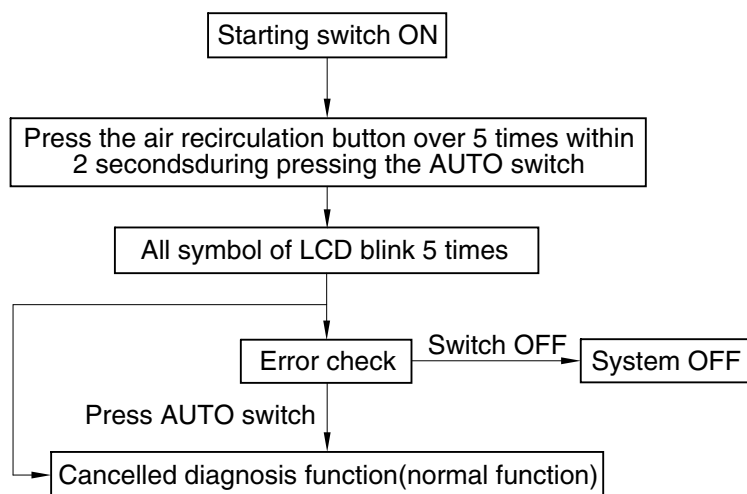 Starting switch ON
Press the air recirculation button over 5 times within
2 secondsduring pressing the AUTO switch
All symbol of LCD blink 5 times
Error check
Switch OFF
System OFF
Press AUTO switch
Cancelled diagnosis function(normal function)